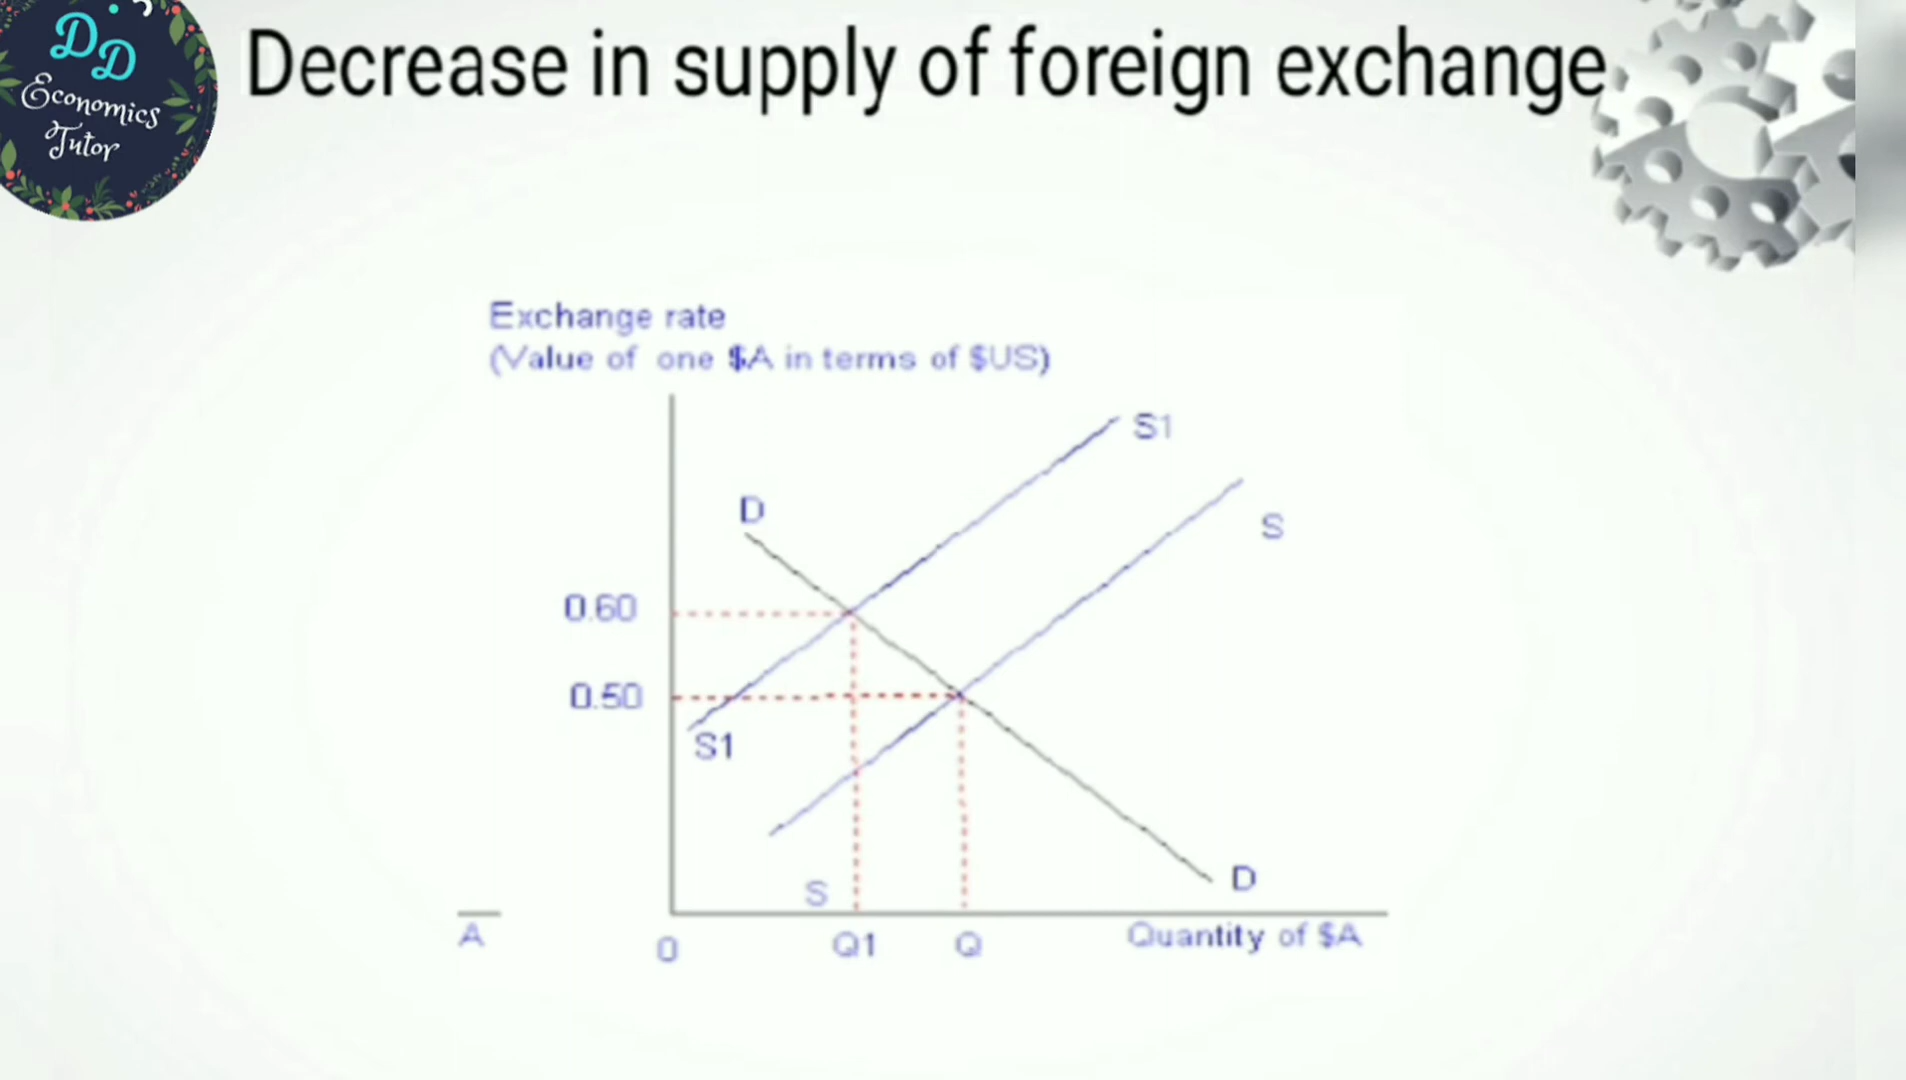 DD
Economics
Tutor
Decrease in supply of foreign exchange
Exchange rate
(Value of one $A in terms of $US)
S1
D
S
0.60
0.50
S1
D
S
A
0
Q1
Q
Quantity of $A